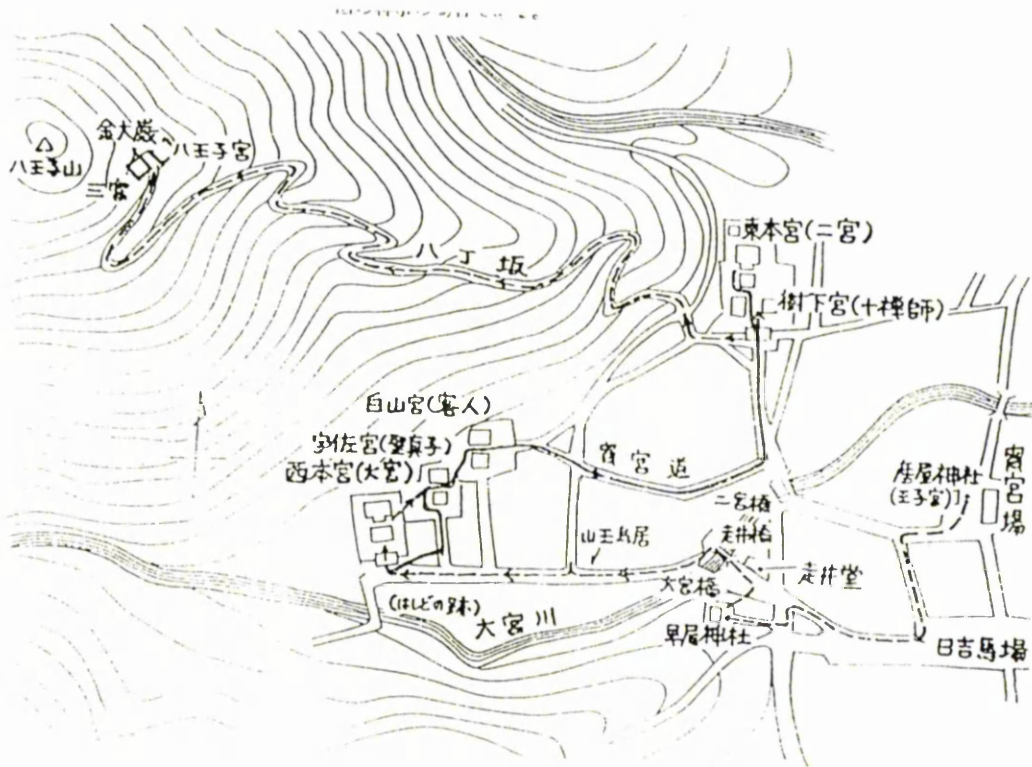 金大巌
八王子山
八王子宮
三宮
八丁坂
東本宮(二宮)
樹下宮(十禅師)
白山宮(客人)
宇佐宮(聖真子)
西本宮(大宮)
宵宮道
宵宮場
産屋神社
(王子宮)
二宮橋
走井橋
山王鳥居
走井堂
大宮橋
(はしどの跡)
大宮川
早尾神社
日吉馬場